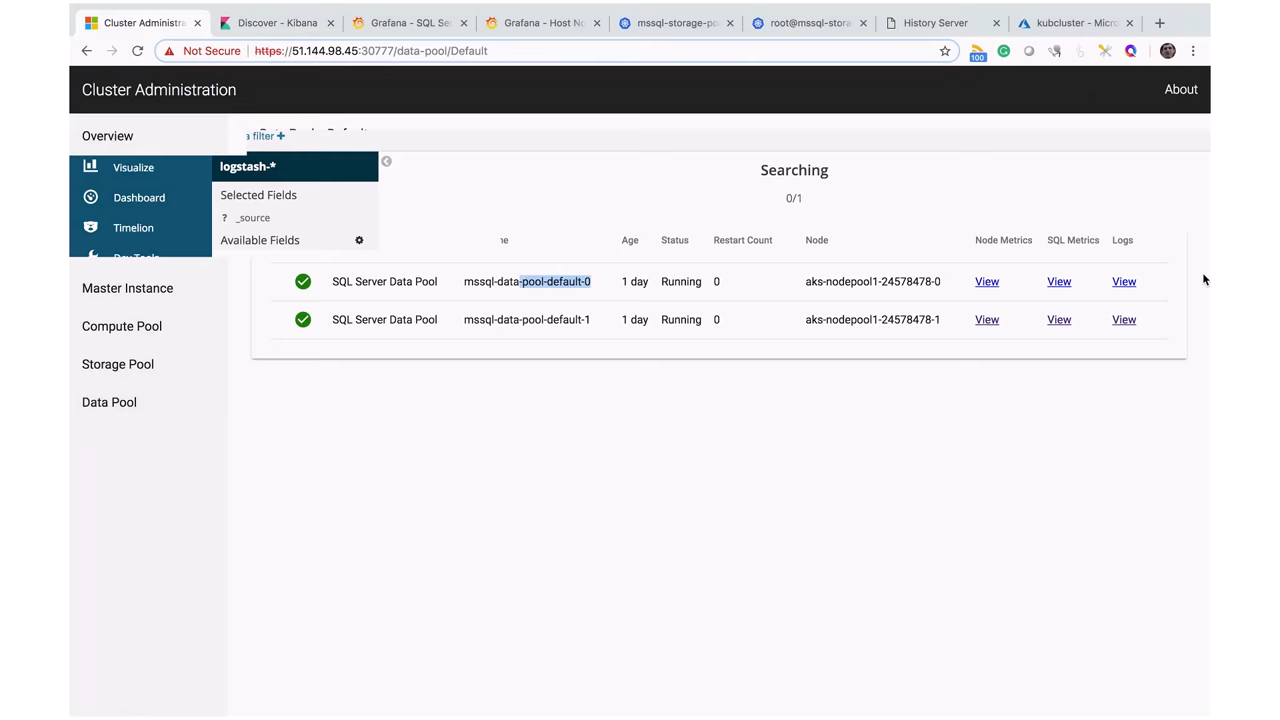 Cluster Administra
Discover - Kibana
Grafana - SQL Se
Grafana - Host No
mssql-storage-po
root@mssql-stora
History Server
kubcluster - Micro
Not Secure
https://51.144.98.45:30777/data-pool/Default
100
Cluster Administration
About
Overview
a filter +
Visualize
logstash-*
Searching
Dashboard
Selected Fields
0/1
Timelion
? _source
Available Fields
ne
Age
Status
Restart Count
Node
Node Metrics
SQL Metrics
Logs
SQL Server Data Pool
mssql-data-pool-default-0
1 day
Running
0
aks-nodepool1-24578478-0
View
View
View
Master Instance
SQL Server Data Pool
mssql-data-pool-default-1
1 day
Running
0
aks-nodepool1-24578478-1
View
View
View
Compute Pool
Storage Pool
Data Pool